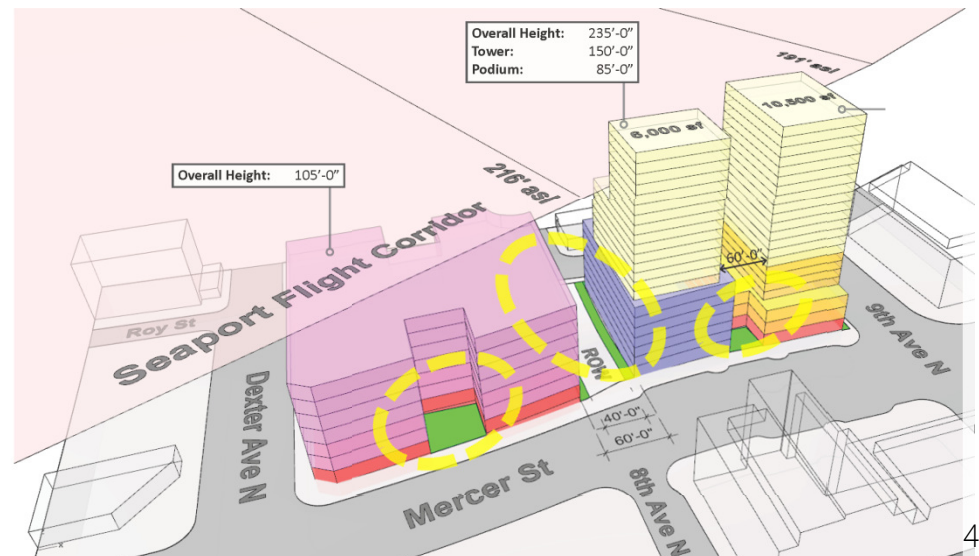 Overall Height: 235'-0"
Tower: 150'-0"
Podium: 85'-0"
191' asl
10,500 sf
6,000 sf
Overall Height: 105'-0"
216' asl
Seaport Flight Corridor
60'-0"
Roy St
9th Ave N
ROW
Dexter Ave N
40'-0"
60'-0"
Mercer St
8th Ave N
x
4